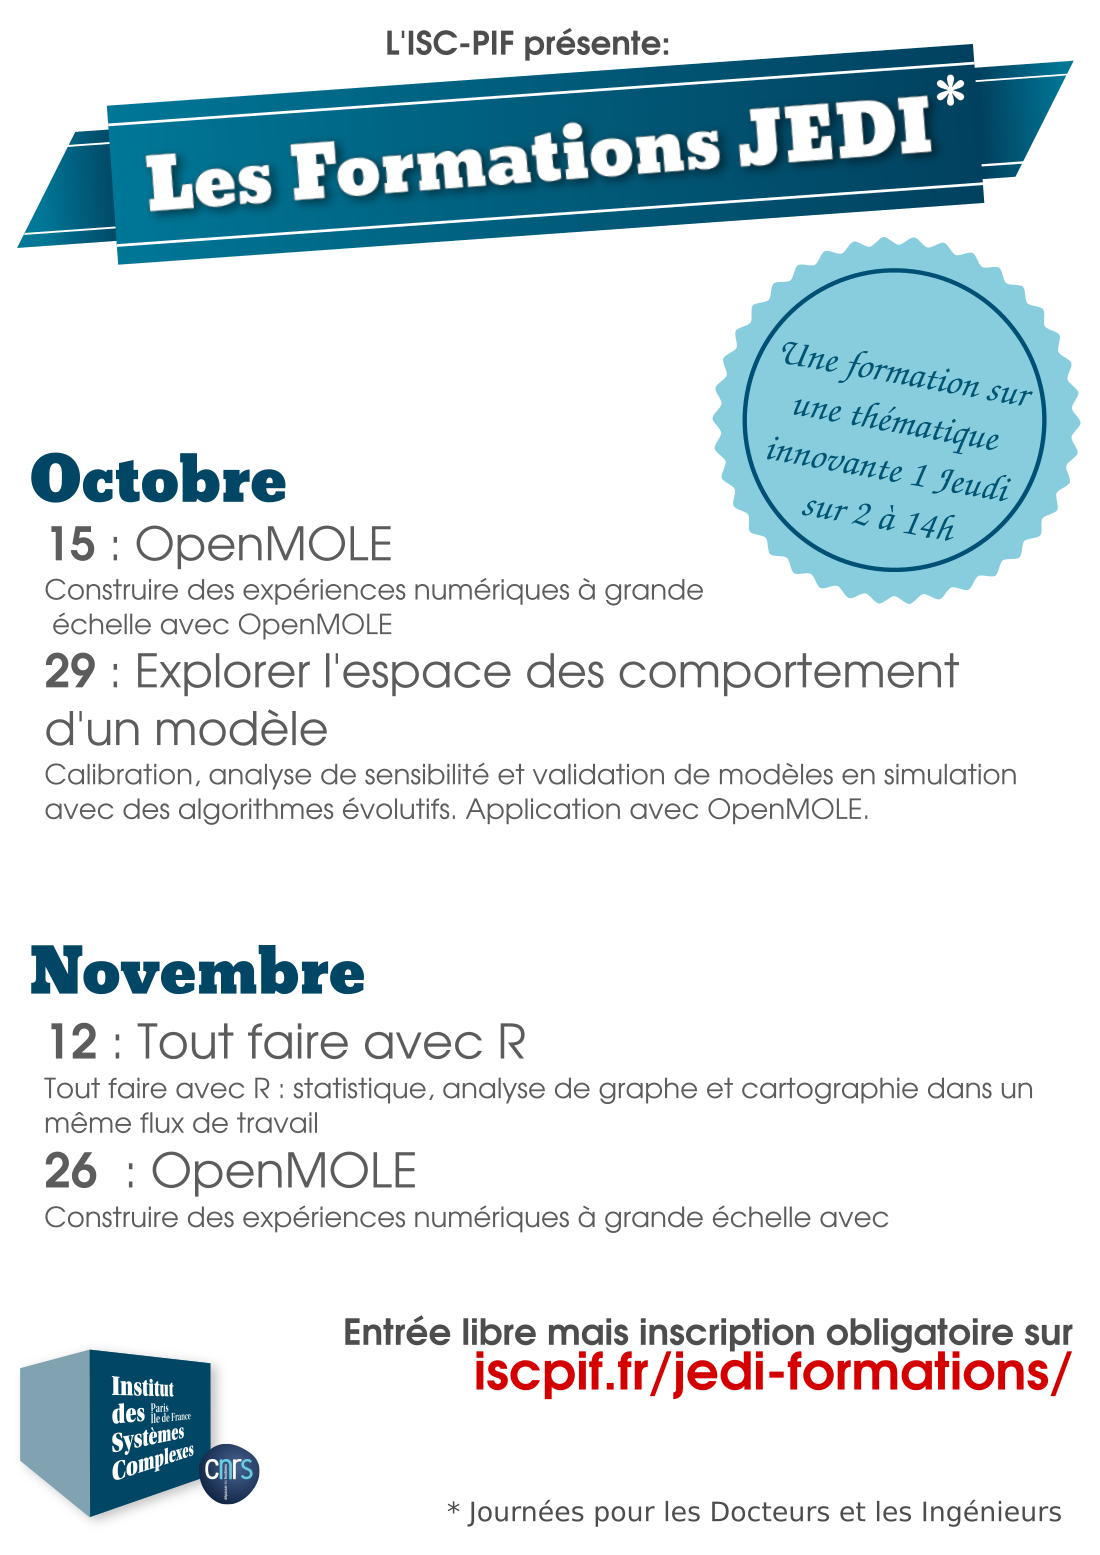 L'ISC-PIF présente:
Les Formations JEDI*
Une formation sur
une thématique
innovante 1 Jeudi
sur 2 à 14h
Octobre
15 : OpenMOLE
Construire des expériences numériques à grande
échelle avec OpenMOLE
29 : Explorer l'espace des comportement
d'un modèle
Calibration, analyse de sensibilité et validation de modèles en simulation
avec des algorithmes évolutifs. Application avec OpenMOLE.
Novembre
12 : Tout faire avec R
Tout faire avec R : statistique, analyse de graphe et cartographie dans un
même flux de travail
26 : OpenMOLE
Construire des expériences numériques à grande échelle avec
Entrée libre mais inscription obligatoire sur
iscpif.fr/jedi-formations/
Institut
des Paris
Île de France
Systèmes
Complexes
cnrs
* Journées pour les Docteurs et les Ingénieurs